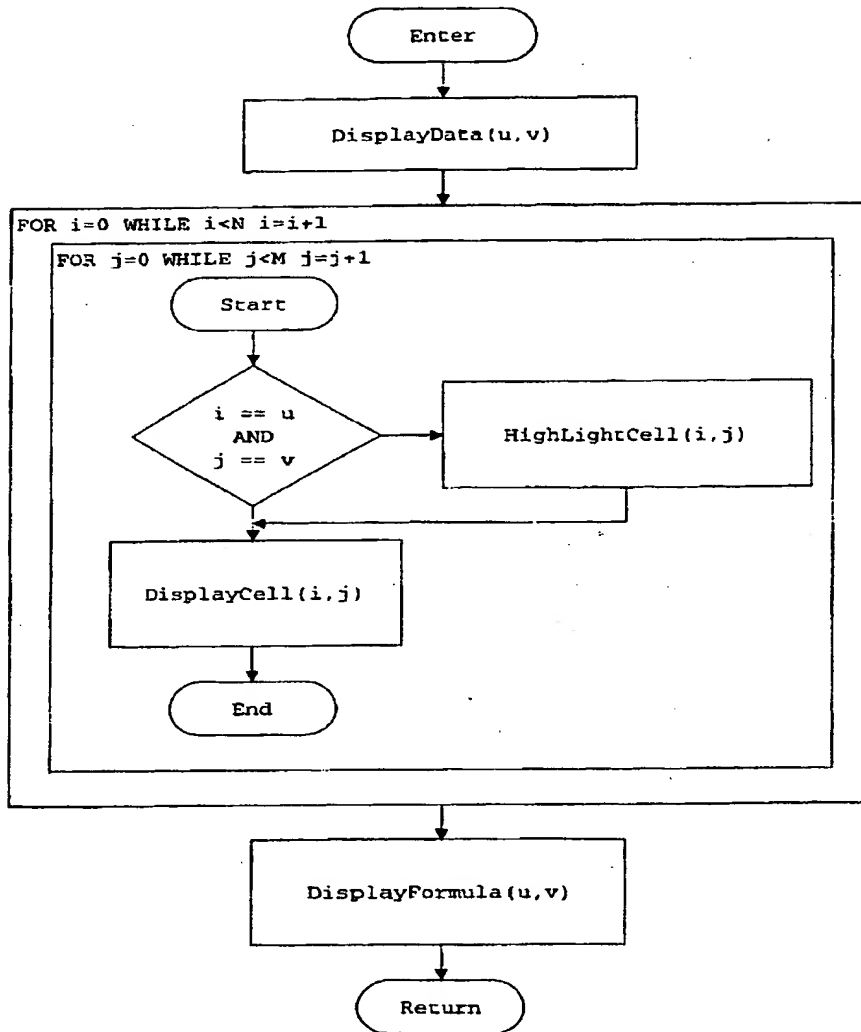 Enter
DisplayData(u,v)
FOR i=0 WHILE i<N i=i+1
FOR j=0 WHILE j<M j=j+1
Start
i == u
AND
j == v
HighLightCell(i,j)
DisplayCell(i,j)
End
DisplayFormula(u,v)
Return